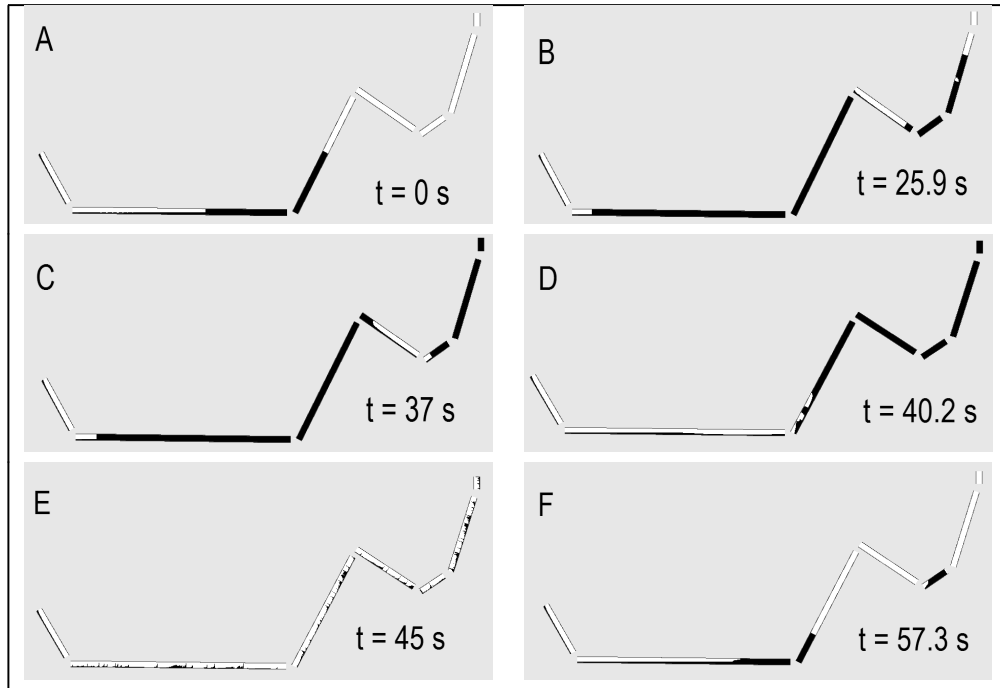 A
t = 0 s
B
t = 25.9 s
C
t = 37 s
D
t = 40.2 s
E
t = 45 s
F
t = 57.3 s